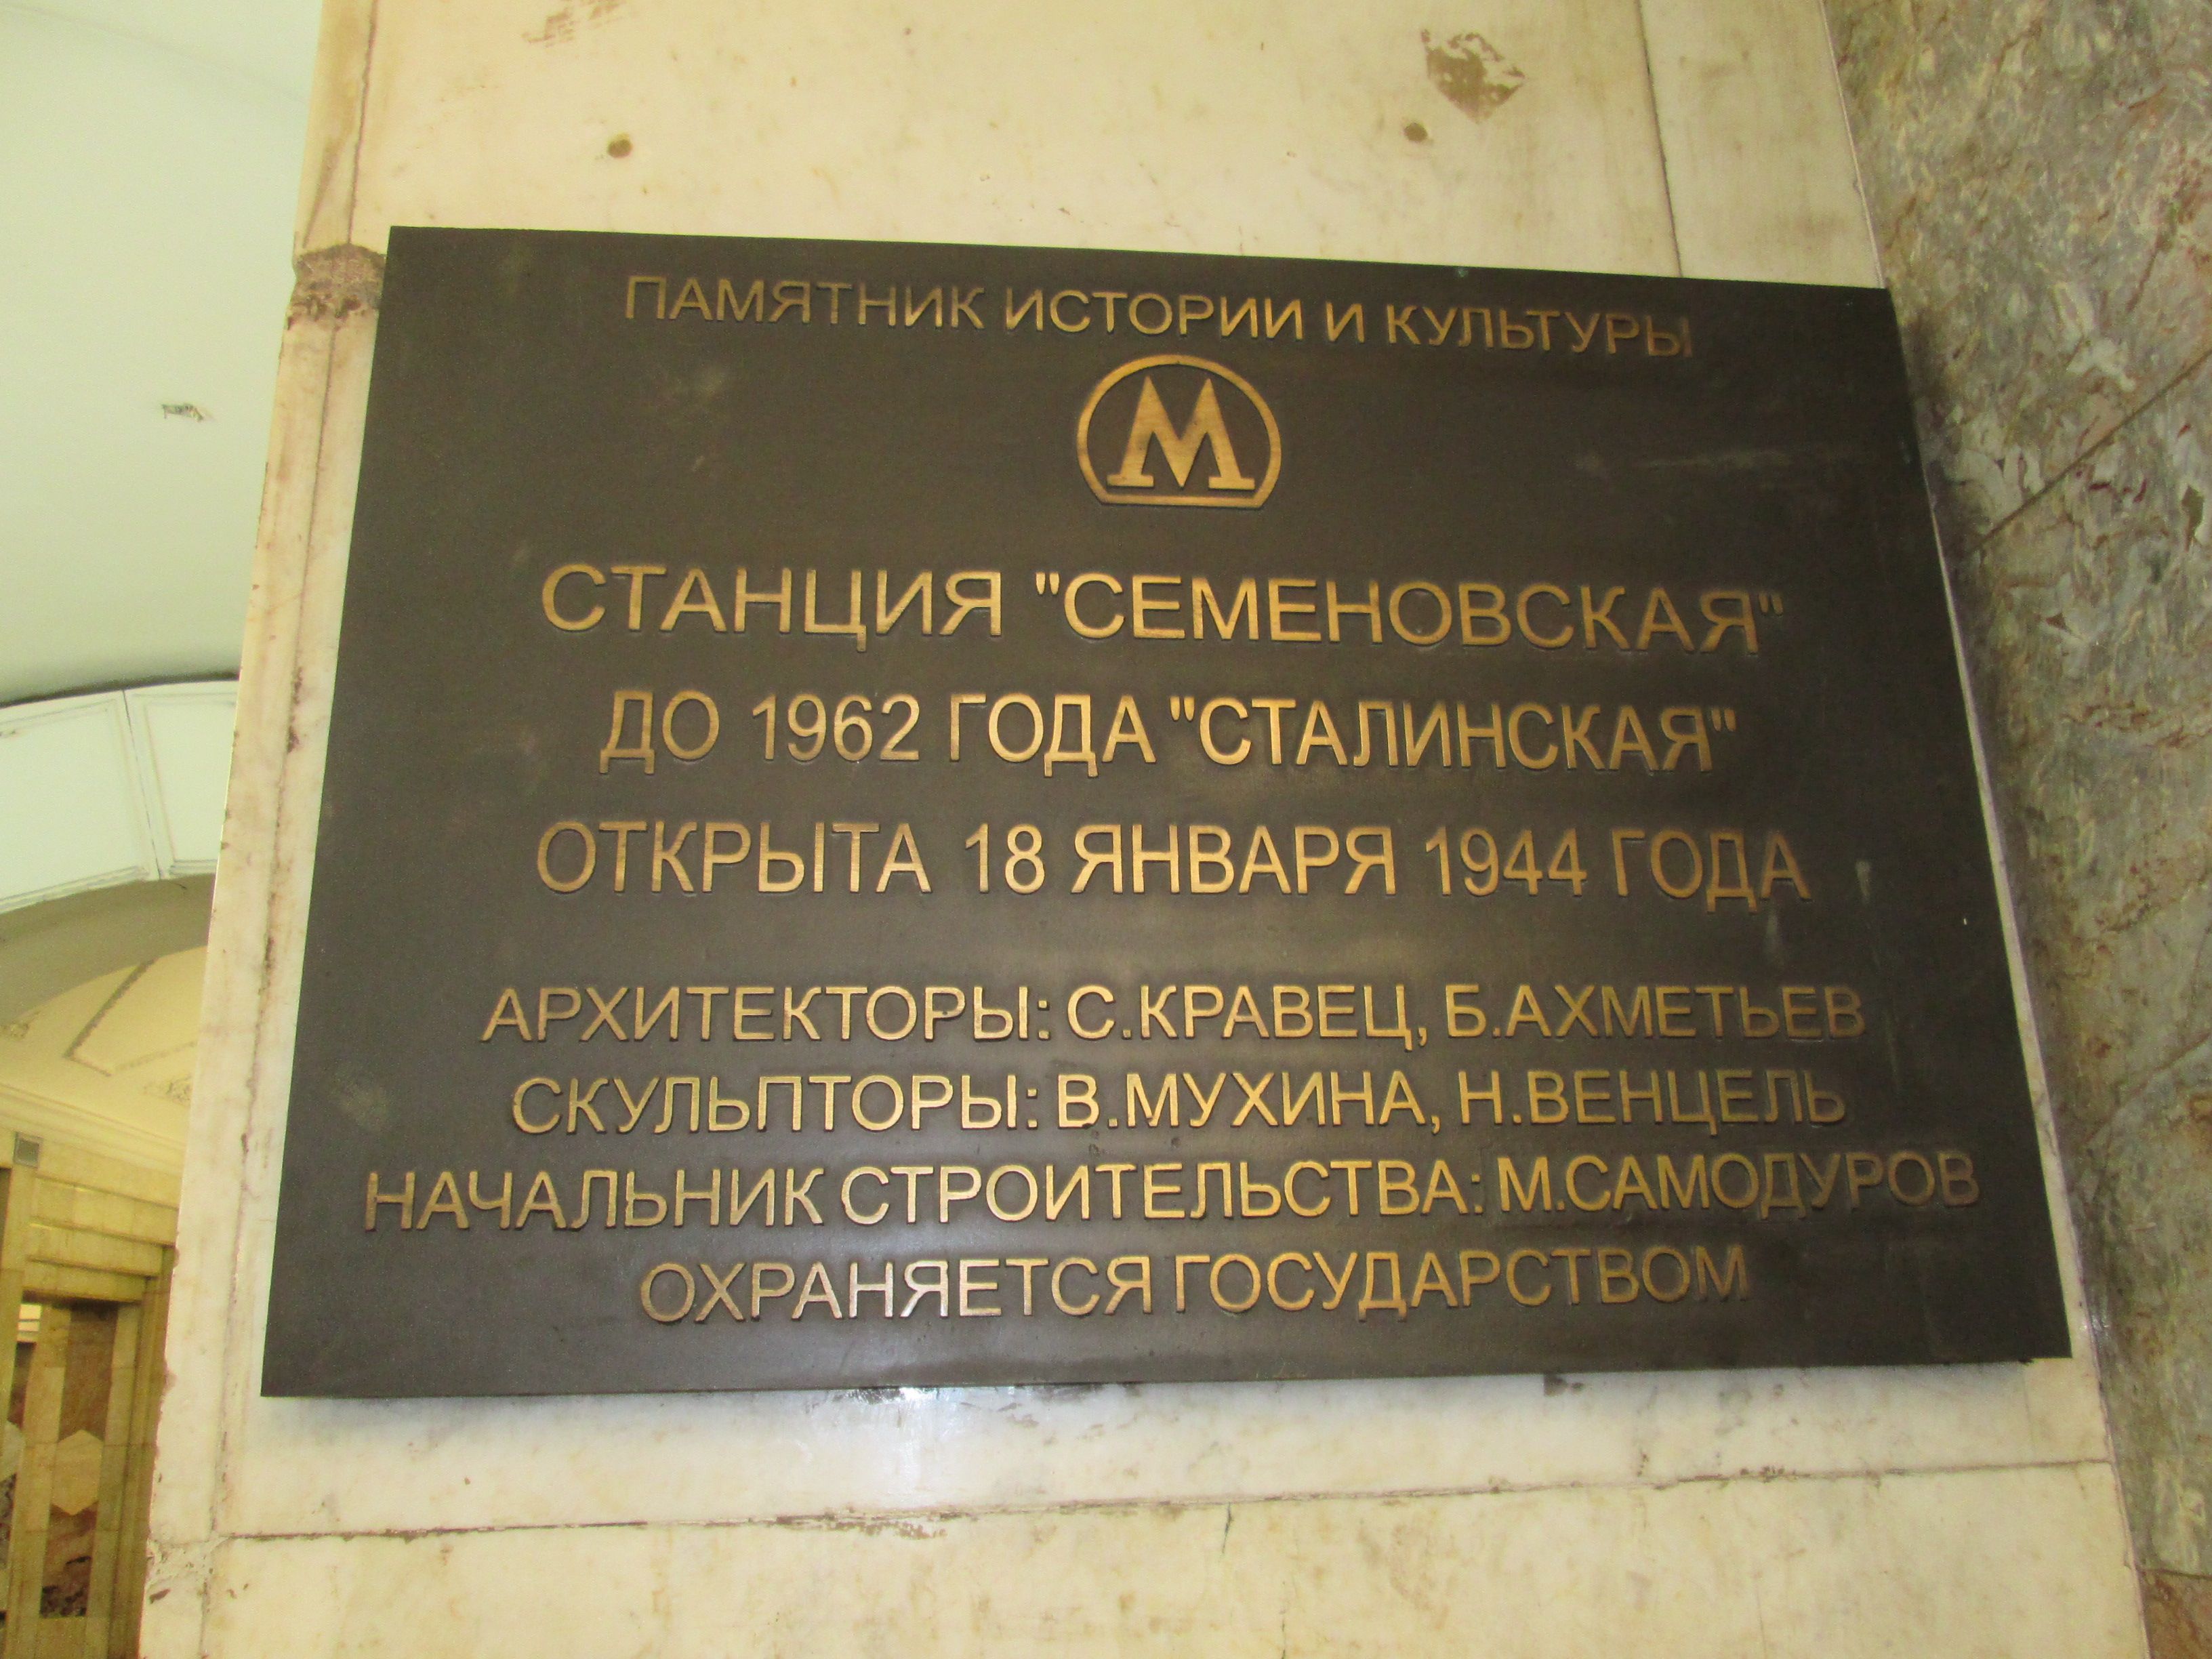 ПАМЯТНИК ИСТОРИИ И КУЛЬТУРЫ
М
СТАНЦИЯ "СЕМЕНОВСКАЯ"
ДО 1962 ГОДА "СТАЛИНСКАЯ"
ОТКРЫТА 18 ЯНВАРЯ 1944 ГОДА
АРХИТЕКТОРЫ: С.КРАВЕЦ, Б.АХМЕТЬЕВ
СКУЛЬПТОРЫ: В.МУХИНА, Н.ВЕНЦЕЛЬ
НАЧАЛЬНИК СТРОИТЕЛЬСТВА: М.САМОДУРОВ
ОХРАНЯЕТСЯ ГОСУДАРСТВОМ